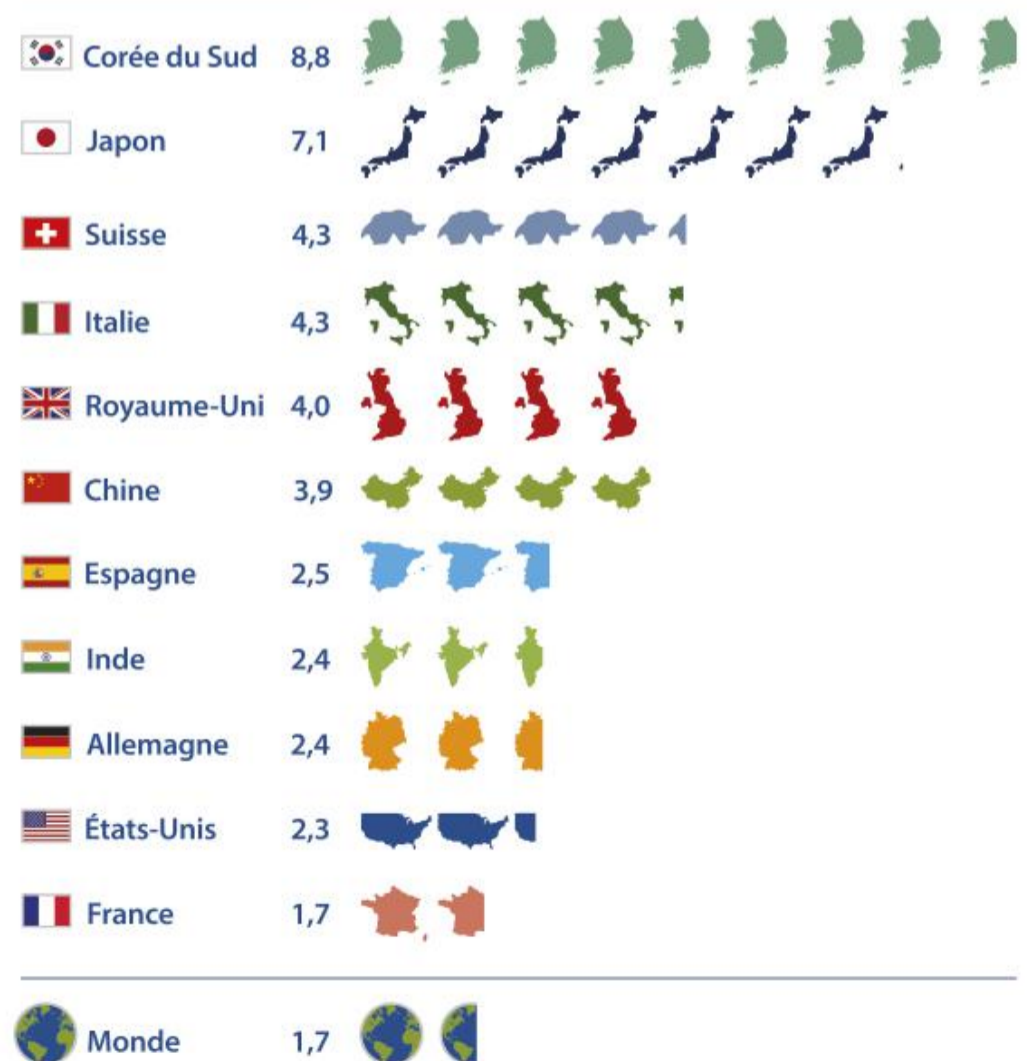 Corée du Sud 8,8
Japon 7,1
Suisse 4,3
Italie 4,3
Royaume-Uni 4,0
Chine 3,9
Espagne 2,5
Inde 2,4
Allemagne 2,4
États-Unis 2,3
France 1,7
Monde 1,7